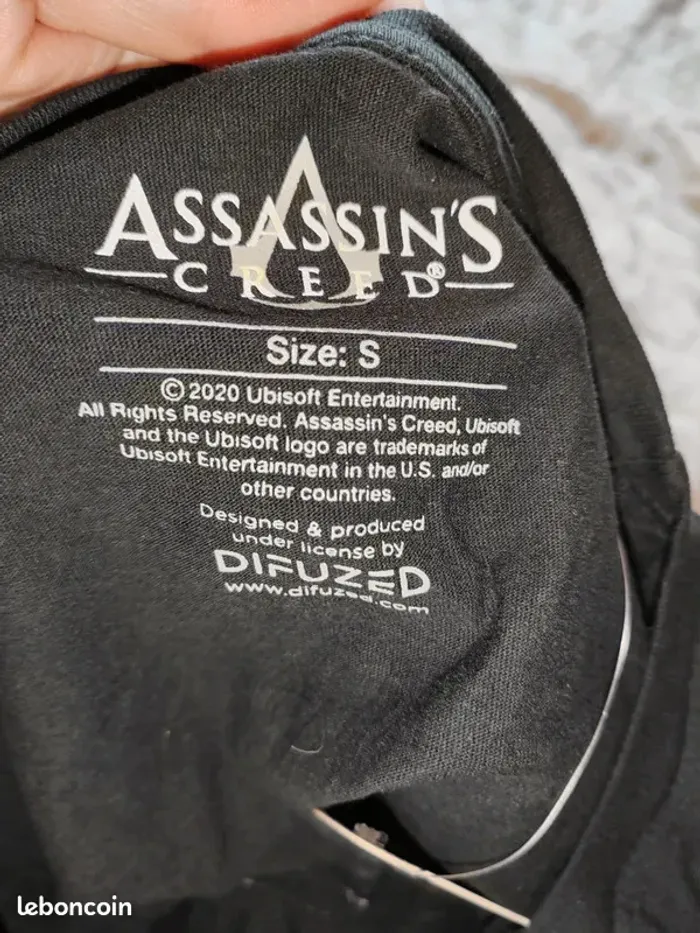 ASSASSIN'S
CREED®
Size: S
© 2020 Ubisoft Entertainment.
All Rights Reserved. Assassin's Creed, Ubisoft
and the Ubisoft logo are trademarks of
Ubisoft Entertainment in the U.S. and/or
other countries.
Designed & produced
under license by
DIFUZED
www.difuzed.com
leboncoin